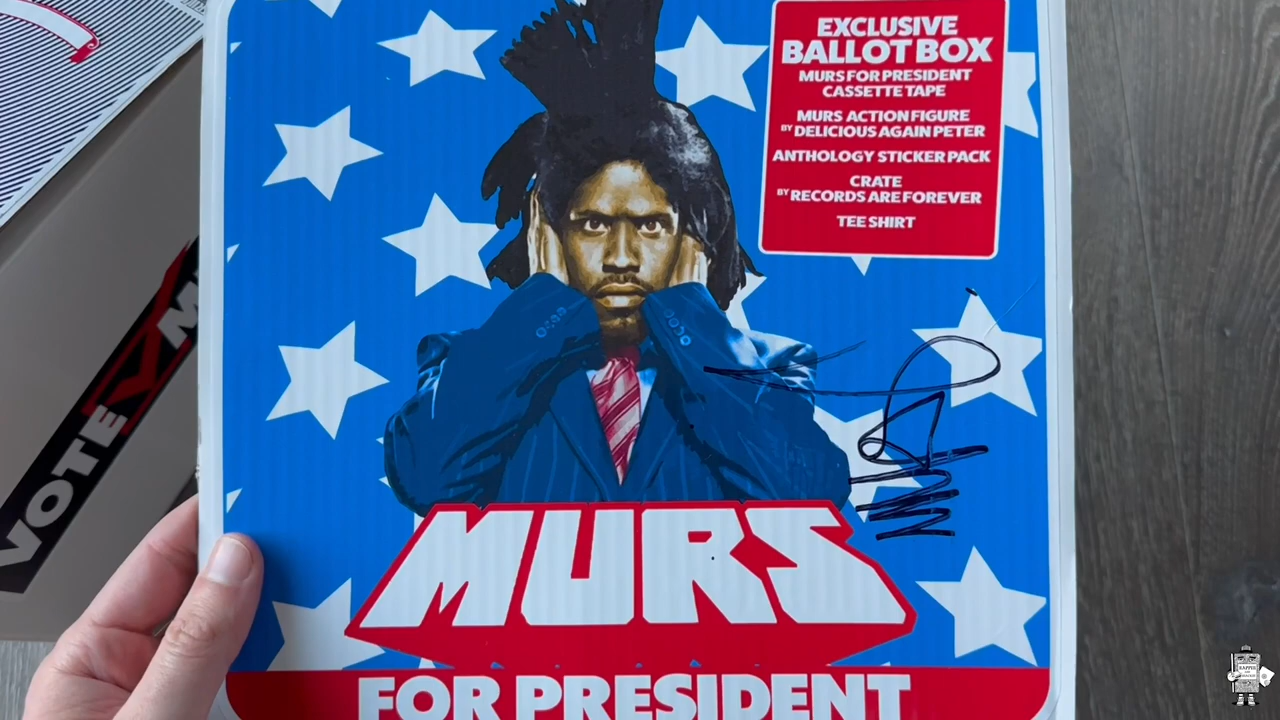 EXCLUSIVE
BALLOT BOX
MURS FOR PRESIDENT
CASSETTE TAPE
MURS ACTION FIGURE
BY DELICIOUS AGAIN PETER
ANTHOLOGY STICKER PACK
CRATE
BY RECORDS ARE FOREVER
TEE SHIRT
VOTE
MURS
FOR PRESIDENT